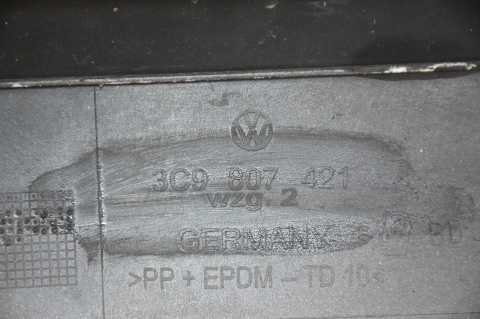 3C9 807 421
wzg. 2
GERMANY
>PP + EPDM - TD 10<